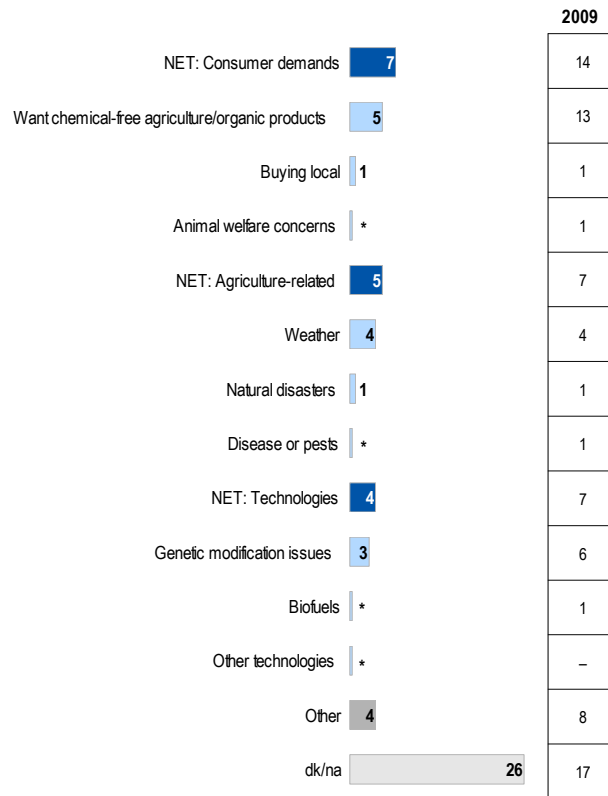 2009
NET: Consumer demands 7 14
Want chemical-free agriculture/organic products 5 13
Buying local 1 1
Animal welfare concerns * 1
NET: Agriculture-related 5 7
Weather 4 4
Natural disasters 1 1
Disease or pests * 1
NET: Technologies 4 7
Genetic modification issues 3 6
Biofuels * 1
Other technologies * –
Other 4 8
dk/na 26 17